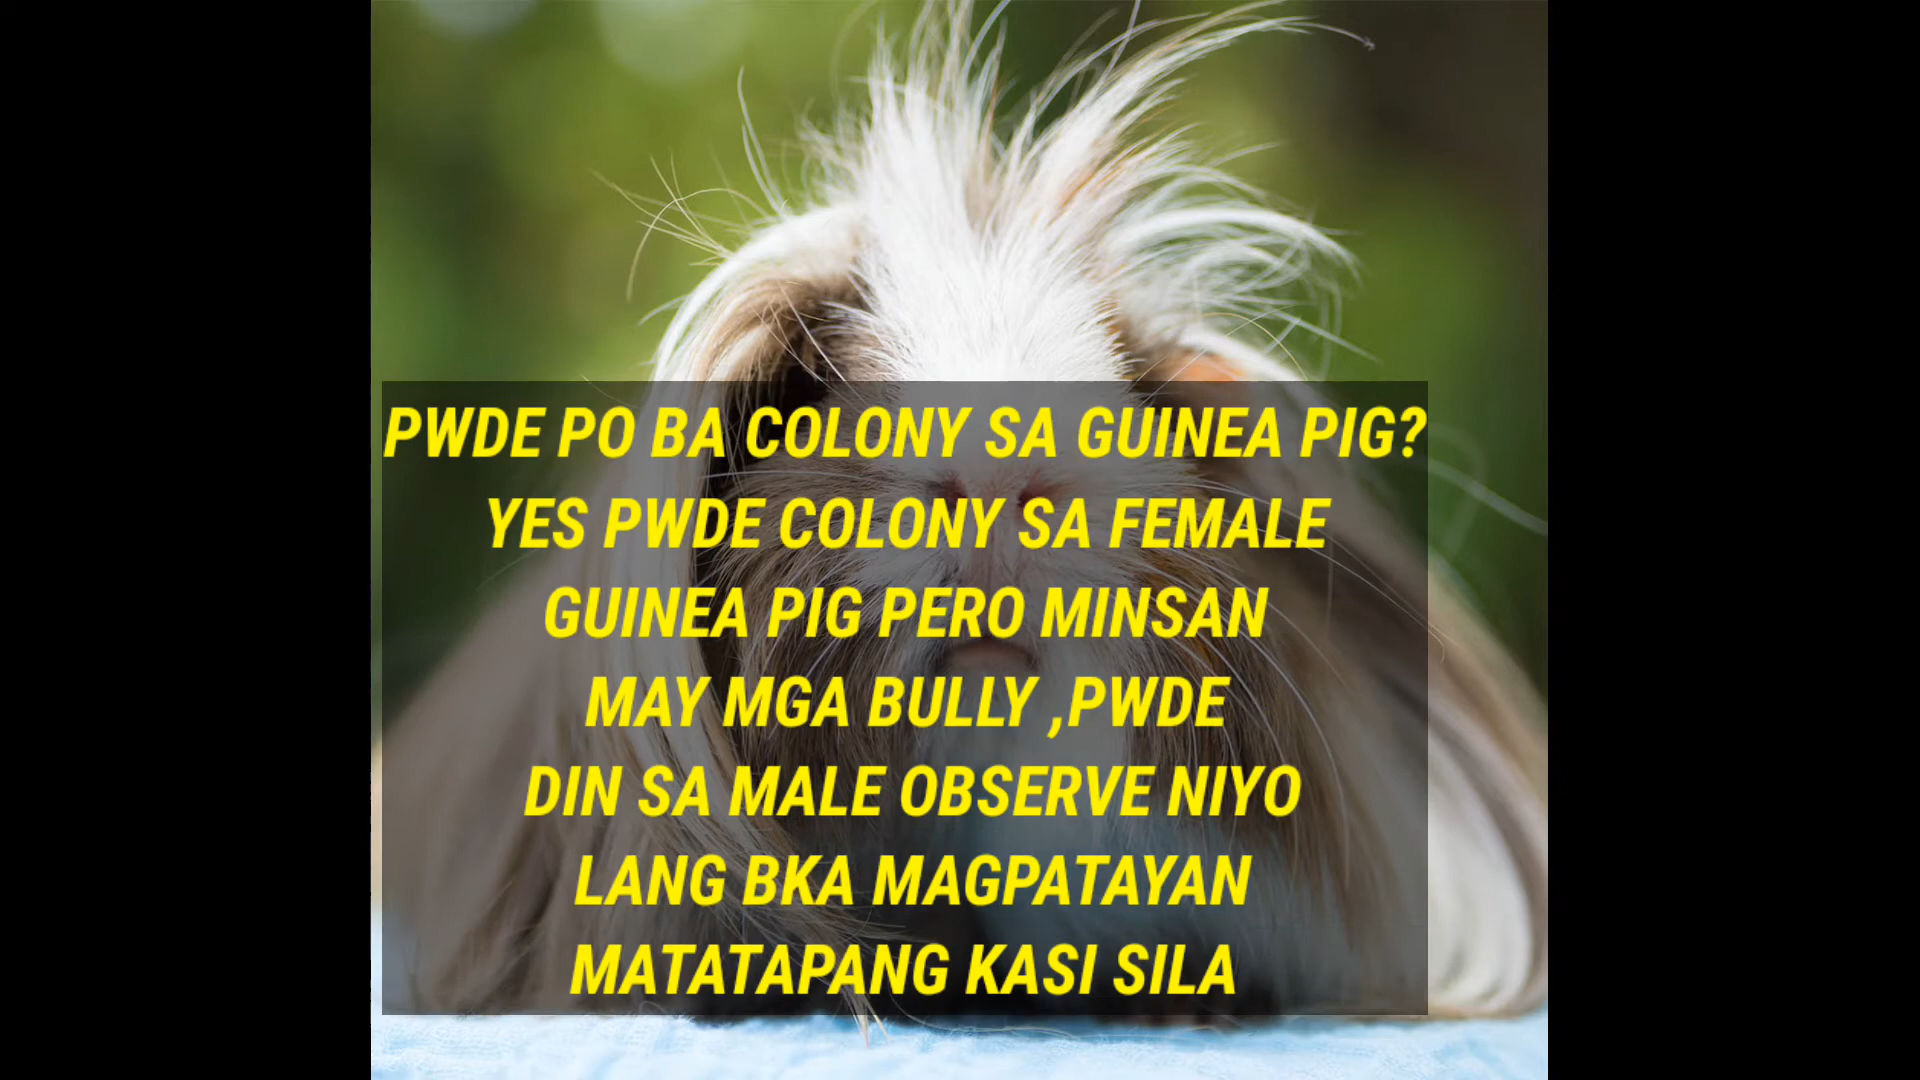 PWDE PO BA COLONY SA GUINEA PIG?
YES PWDE COLONY SA FEMALE
GUINEA PIG PERO MINSAN
MAY MGA BULLY ,PWDE
DIN SA MALE OBSERVE NIYO
LANG BKA MAGPATAYAN
MATATAPANG KASI SILA